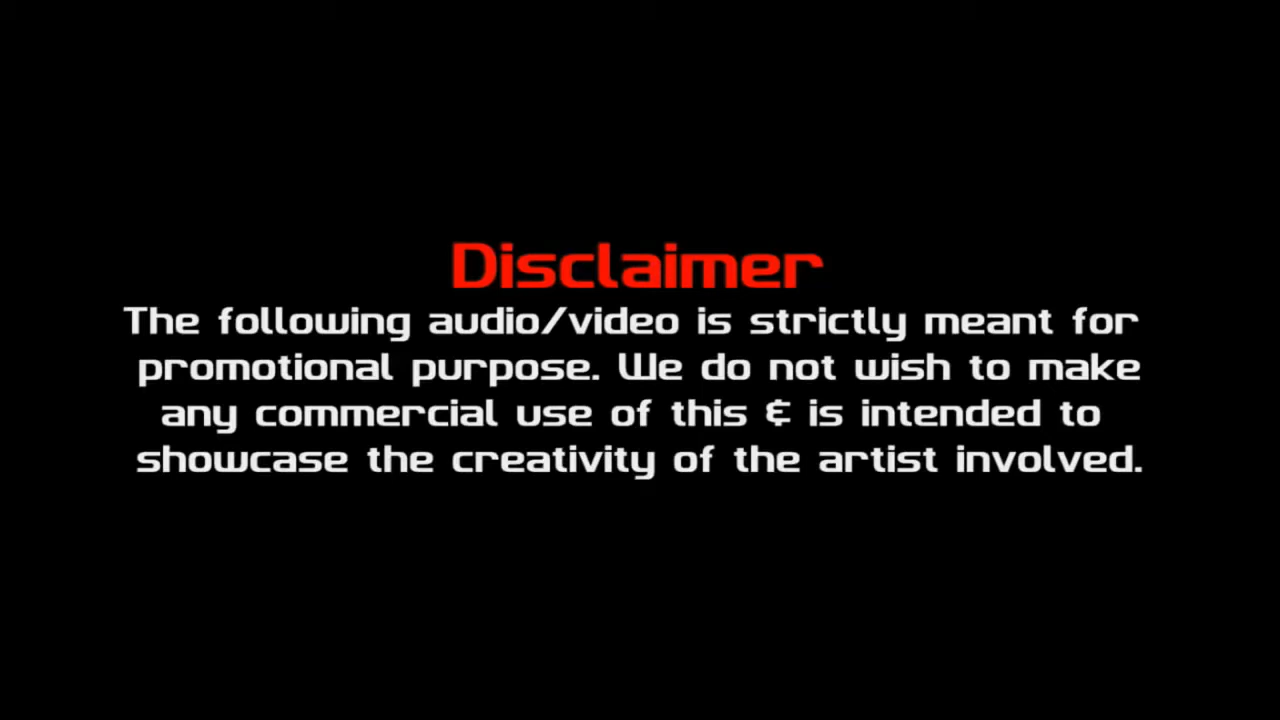 Disclaimer
The following audio/video is strictly meant for
promotional purpose. We do not wish to make
any commercial use of this & is intended to
showcase the creativity of the artist involved.